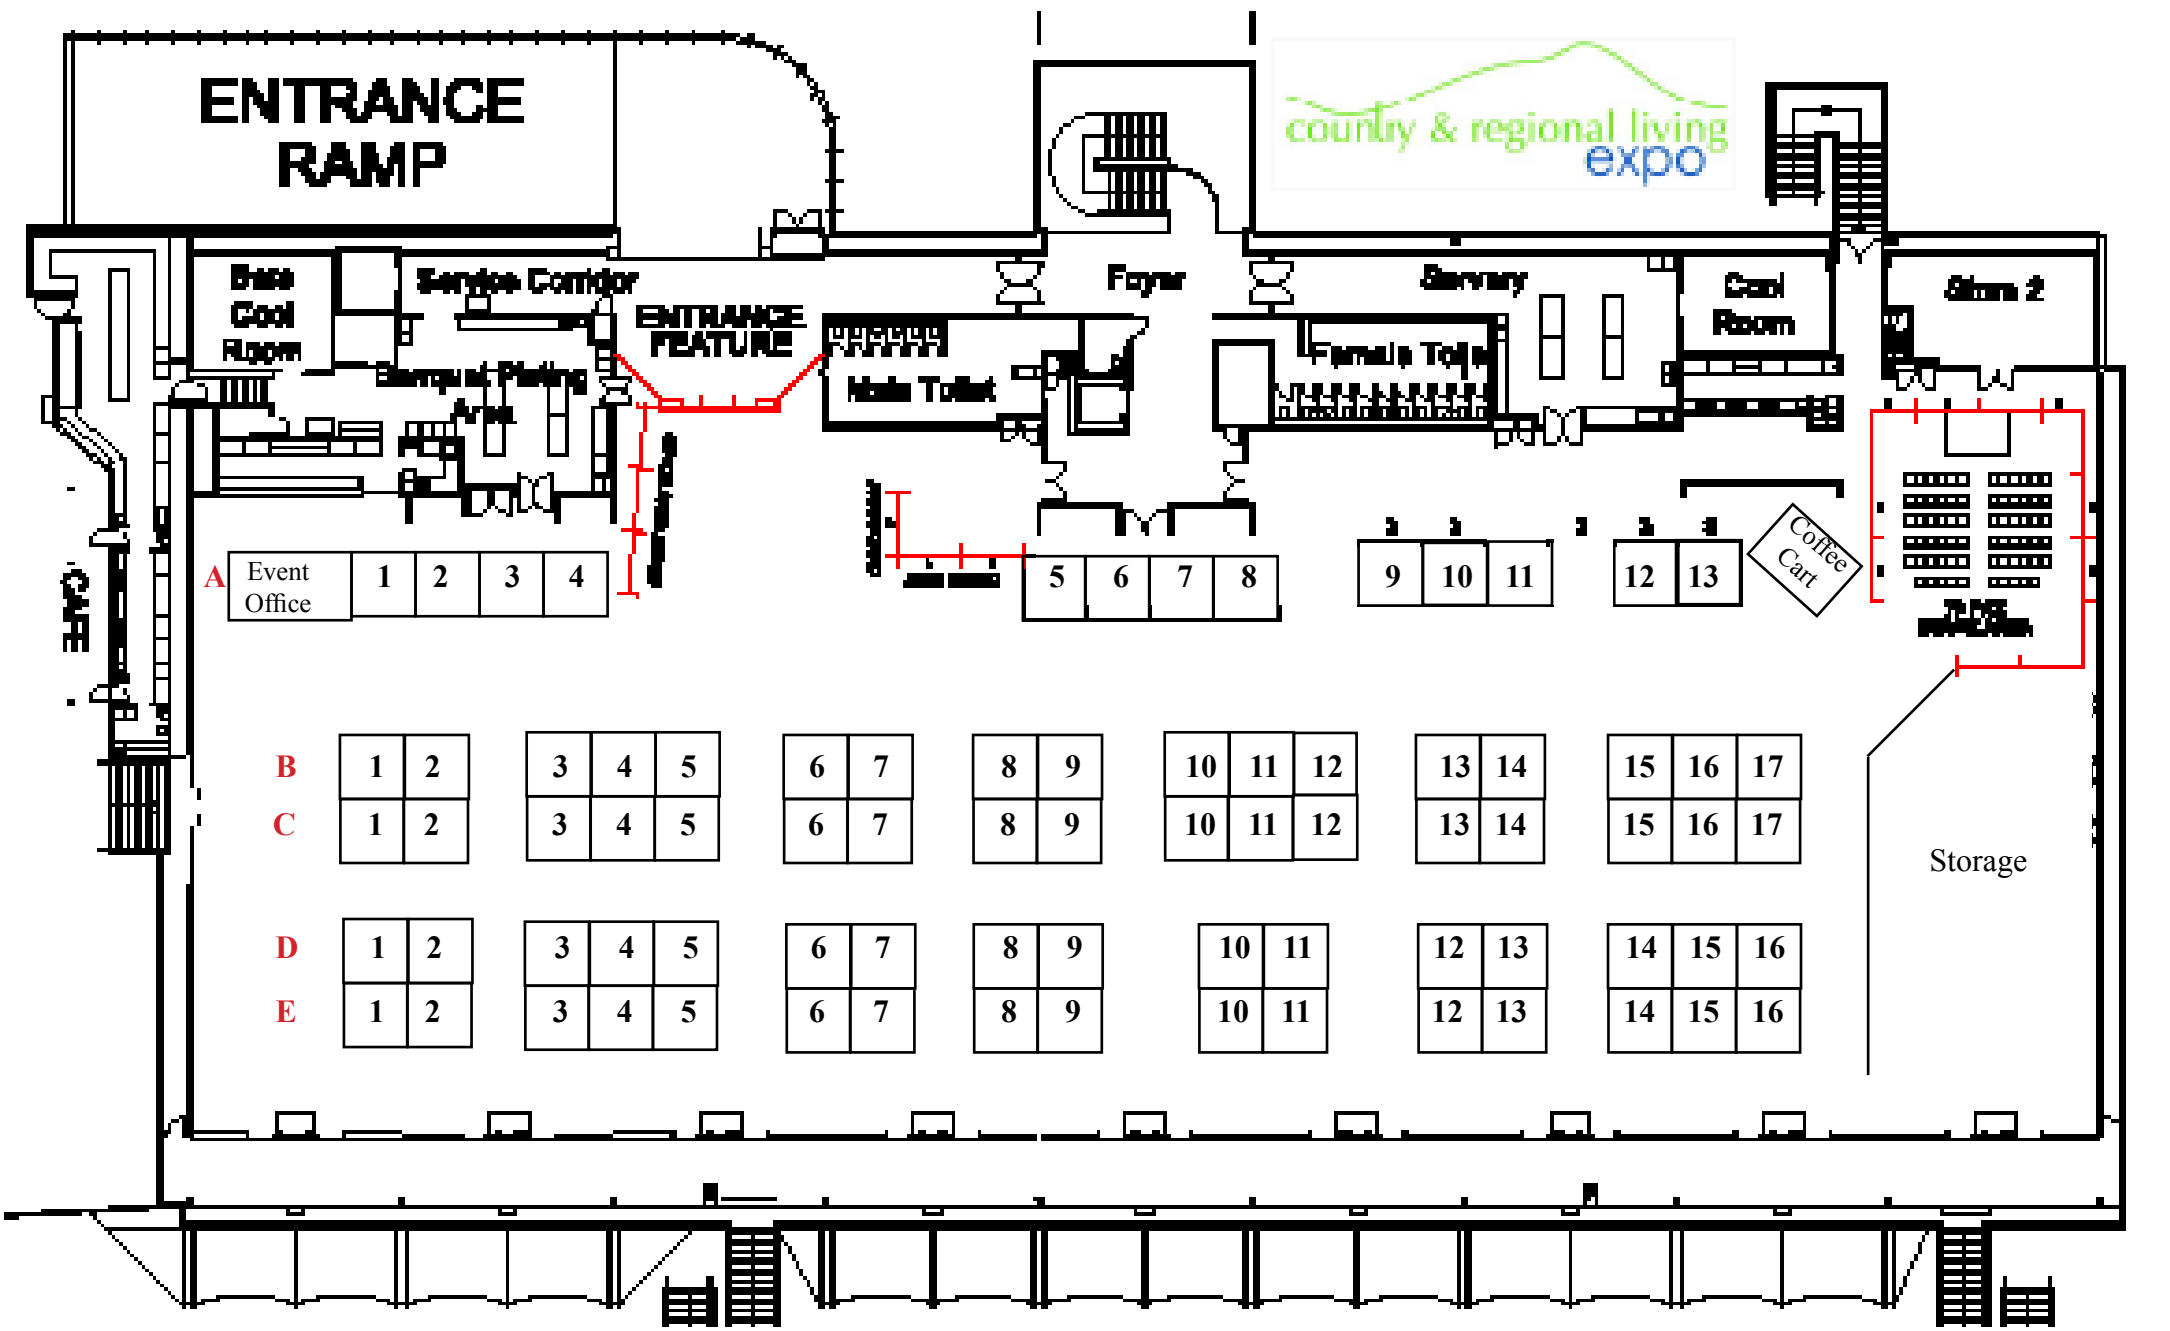 ENTRANCE
RAMP
country & regional living
expo
Service Corridor
Foyer
Servery
Cool
Room
Store 2
Cool
Room
ENTRANCE
FEATURE
Banquet Plating
Area
Male Toilet
Female Toilet
CAFE
A Event
Office
1 2 3 4 5 6 7 8 9 10 11 12 13
Coffee
Cart
B 1 2 3 4 5 6 7 8 9 10 11 12 13 14 15 16 17
C 1 2 3 4 5 6 7 8 9 10 11 12 13 14 15 16 17
Storage
D 1 2 3 4 5 6 7 8 9 10 11 12 13 14 15 16
E 1 2 3 4 5 6 7 8 9 10 11 12 13 14 15 16